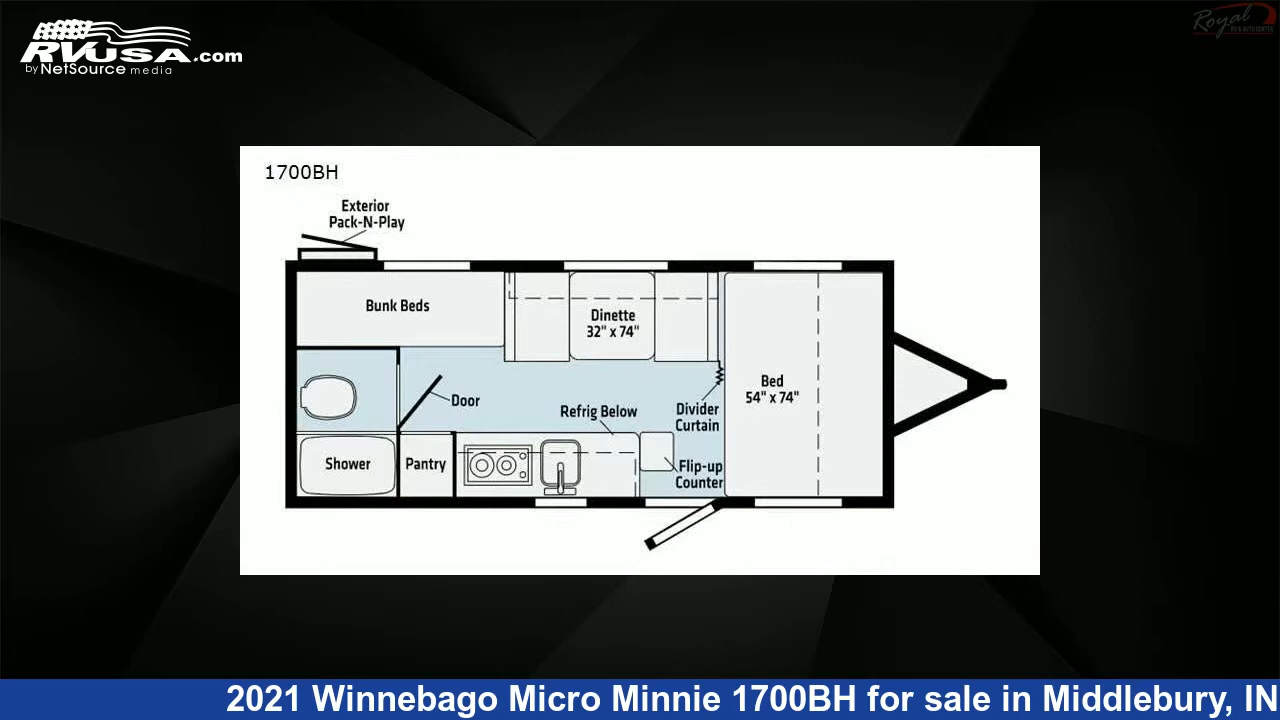 RVUSA.com
by NetSource media
Royal
1700BH
Exterior
Pack-N-Play
Bunk Beds
Dinette
32" x 74"
Bed
54" x 74"
Door
Refrig Below
Divider
Curtain
Shower
Pantry
Flip-up
Counter
2021 Winnebago Micro Minnie 1700BH for sale in Middlebury, IN